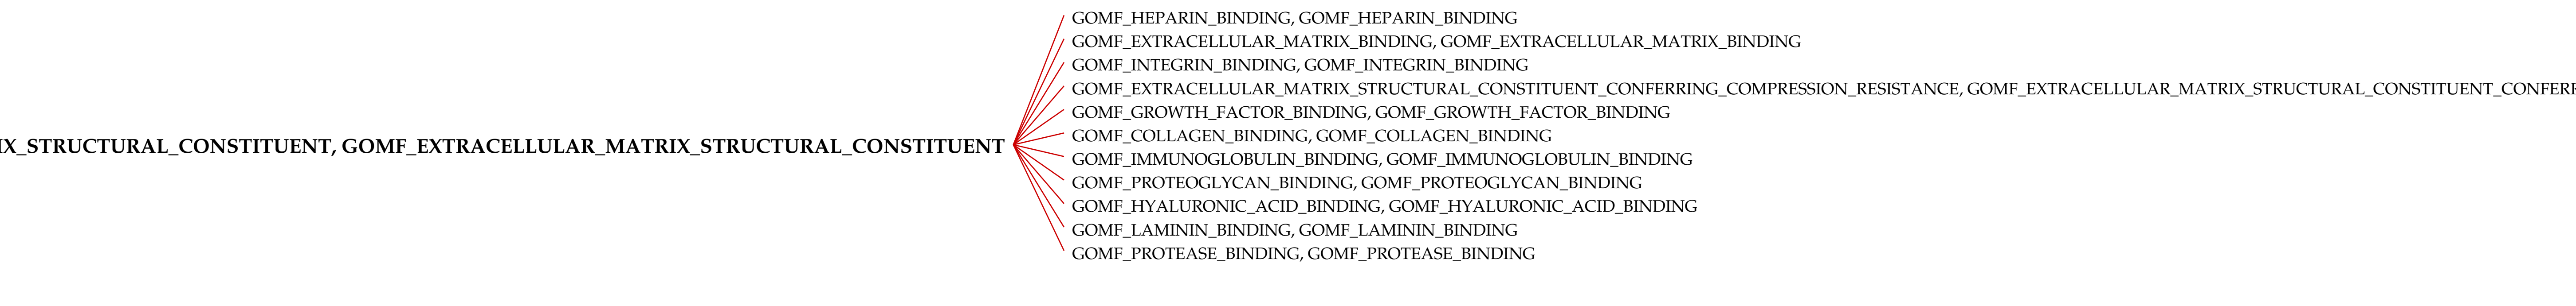 GOMF_HEPARIN_BINDING, GOMF_HEPARIN_BINDING
GOMF_EXTRACELLULAR_MATRIX_BINDING, GOMF_EXTRACELLULAR_MATRIX_BINDING
GOMF_INTEGRIN_BINDING, GOMF_INTEGRIN_BINDING
GOMF_EXTRACELLULAR_MATRIX_STRUCTURAL_CONSTITUENT_CONFERRING_COMPRESSION_RESISTANCE, GOMF_EXTRACELLULAR_MATRIX_STRUCTURAL_CONSTITUENT_CONFERR
GOMF_GROWTH_FACTOR_BINDING, GOMF_GROWTH_FACTOR_BINDING
GOMF_COLLAGEN_BINDING, GOMF_COLLAGEN_BINDING
IX_STRUCTURAL_CONSTITUENT, GOMF_EXTRACELLULAR_MATRIX_STRUCTURAL_CONSTITUENT
GOMF_IMMUNOGLOBULIN_BINDING, GOMF_IMMUNOGLOBULIN_BINDING
GOMF_PROTEOGLYCAN_BINDING, GOMF_PROTEOGLYCAN_BINDING
GOMF_HYALURONIC_ACID_BINDING, GOMF_HYALURONIC_ACID_BINDING
GOMF_LAMININ_BINDING, GOMF_LAMININ_BINDING
GOMF_PROTEASE_BINDING, GOMF_PROTEASE_BINDING